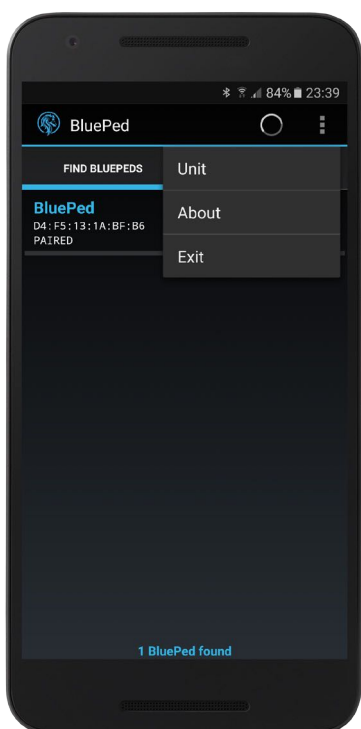 84% 23:39
BluePed
FIND BLUEPEDS
Unit
About
Exit
BluePed
D4:F5:13:1A:BF:B6
PAIRED
1 BluePed found